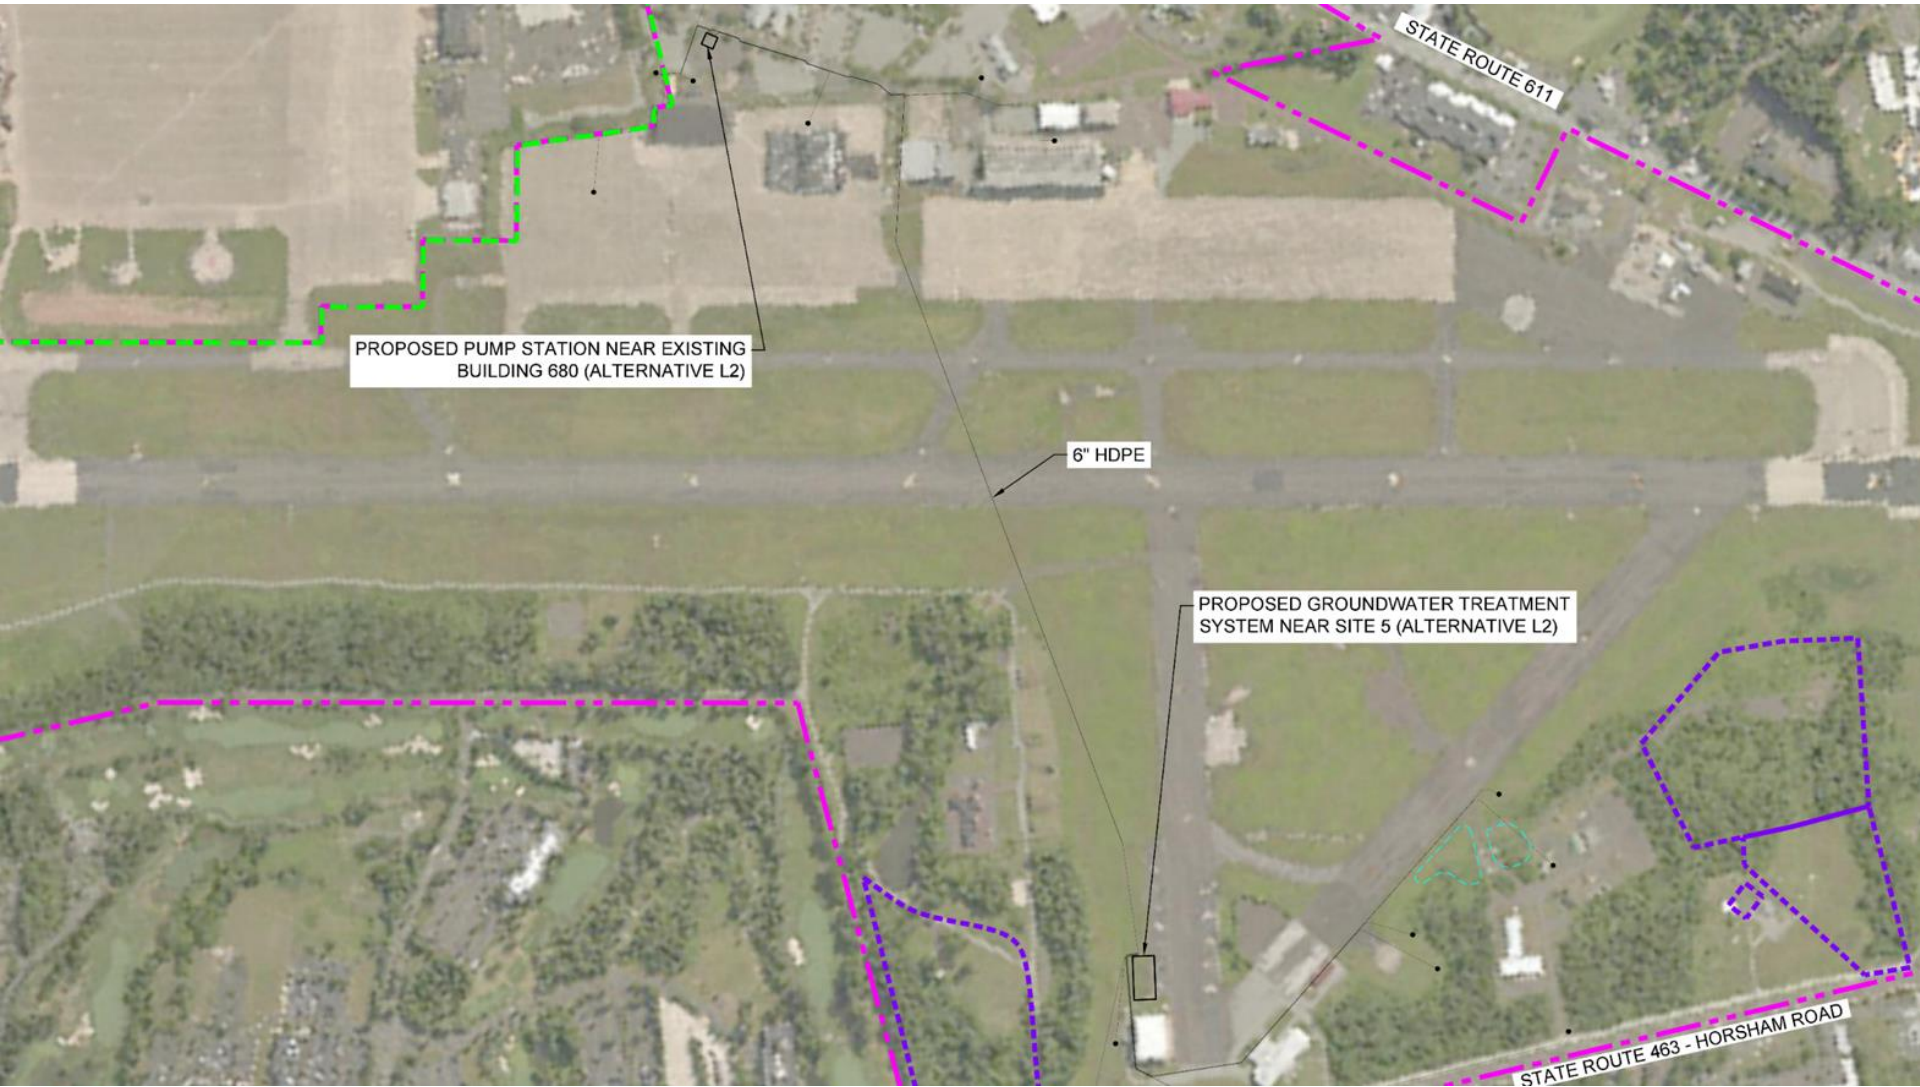 STATE ROUTE 611
PROPOSED PUMP STATION NEAR EXISTING
BUILDING 680 (ALTERNATIVE L2)
6" HDPE
PROPOSED GROUNDWATER TREATMENT
SYSTEM NEAR SITE 5 (ALTERNATIVE L2)
STATE ROUTE 463 - HORSHAM ROAD